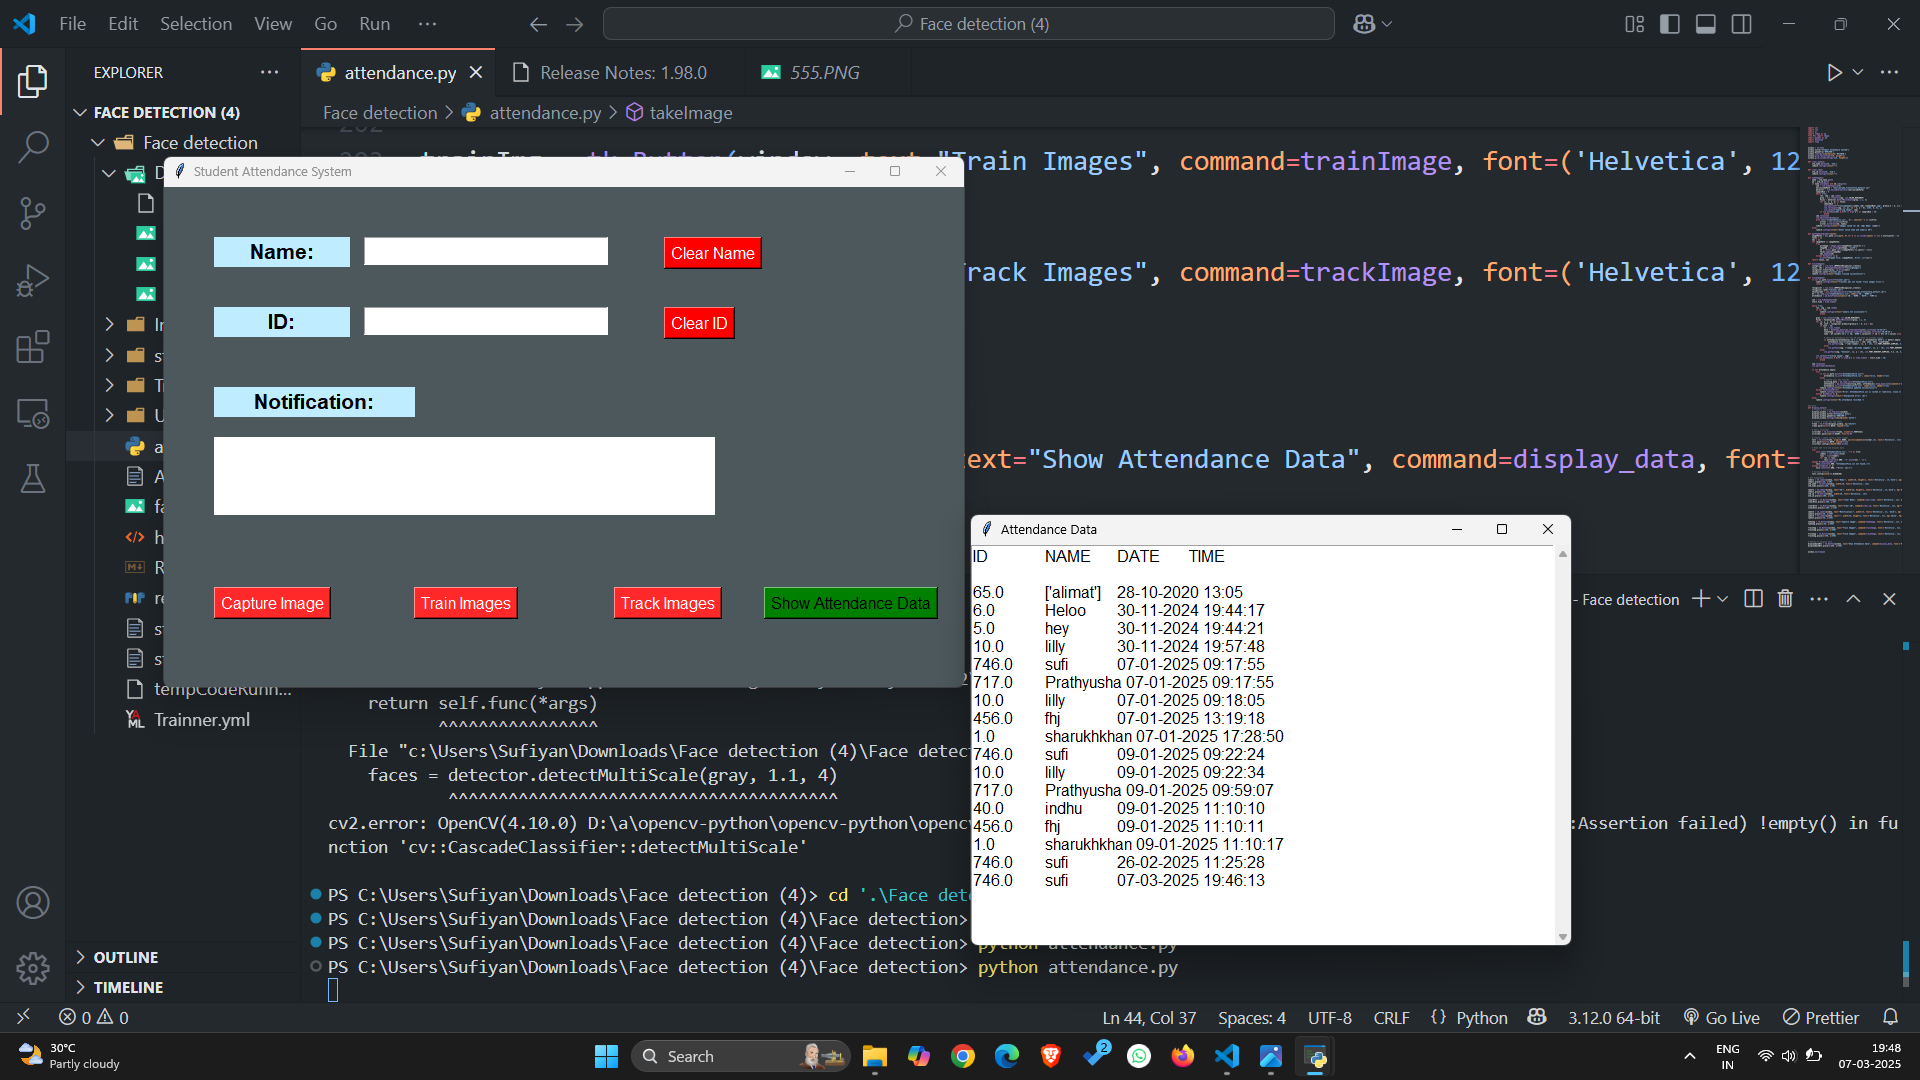 File Edit Selection View Go Run ···
Face detection (4)
EXPLORER
attendance.py
Release Notes: 1.98.0
555.PNG
FACE DETECTION (4)
Face detection > attendance.py > takeImage
Face detection
Train Images", command=trainImage, font=('Helvetica', 12
Student Attendance System
Name:
Clear Name
Track Images", command=trackImage, font=('Helvetica', 12
ID:
Clear ID
Notification:
text="Show Attendance Data", command=display_data, font=
Capture Image
Train Images
Track Images
Show Attendance Data
Attendance Data
ID NAME DATE TIME
65.0 ['alimat'] 28-10-2020 13:05
6.0 Heloo 30-11-2024 19:44:17
5.0 hey 30-11-2024 19:44:21
10.0 lilly 30-11-2024 19:57:48
746.0 sufi 07-01-2025 09:17:55
717.0 Prathyusha 07-01-2025 09:17:55
10.0 lilly 07-01-2025 09:18:05
456.0 fhj 07-01-2025 13:19:18
1.0 sharukhkhan 07-01-2025 17:28:50
746.0 sufi 09-01-2025 09:22:24
10.0 lilly 09-01-2025 09:22:34
717.0 Prathyusha 09-01-2025 09:59:07
40.0 indhu 09-01-2025 11:10:10
456.0 fhj 09-01-2025 11:10:11
1.0 sharukhkhan 09-01-2025 11:10:17
746.0 sufi 26-02-2025 11:25:28
746.0 sufi 07-03-2025 19:46:13
- Face detection
tempCodeRunn...
Trainner.yml
return self.func(*args)
^^^^^^^^^^^^^^^^
File "c:\Users\Sufiyan\Downloads\Face detection (4)\Face detect
faces = detector.detectMultiScale(gray, 1.1, 4)
^^^^^^^^^^^^^^^^^^^^^^^^^^^^^^^^^^^^^^^
cv2.error: OpenCV(4.10.0) D:\a\opencv-python\opencv-python\opencv
:Assertion failed) !empty() in fu
nction 'cv::CascadeClassifier::detectMultiScale'
PS C:\Users\Sufiyan\Downloads\Face detection (4)> cd '.\Face det
PS C:\Users\Sufiyan\Downloads\Face detection (4)\Face detection>
PS C:\Users\Sufiyan\Downloads\Face detection (4)\Face detection> python attendance.py
PS C:\Users\Sufiyan\Downloads\Face detection (4)\Face detection> python attendance.py
OUTLINE
TIMELINE
0 0
Ln 44, Col 37 Spaces: 4 UTF-8 CRLF {} Python 3.12.0 64-bit Go Live Prettier
30°C
Partly cloudy
Search
2
ENG
IN
19:48
07-03-2025